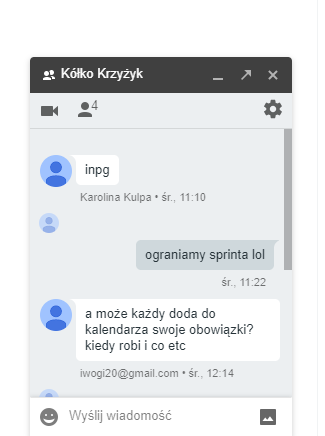 Kółko Krzyżyk
4
inpg
Karolina Kulpa • śr., 11:10
ograniamy sprinta lol
śr., 11:22
a może każdy doda do
kalendarza swoje obowiązki?
kiedy robi i co etc
iwogi20@gmail.com • śr., 12:14
Wyślij wiadomość